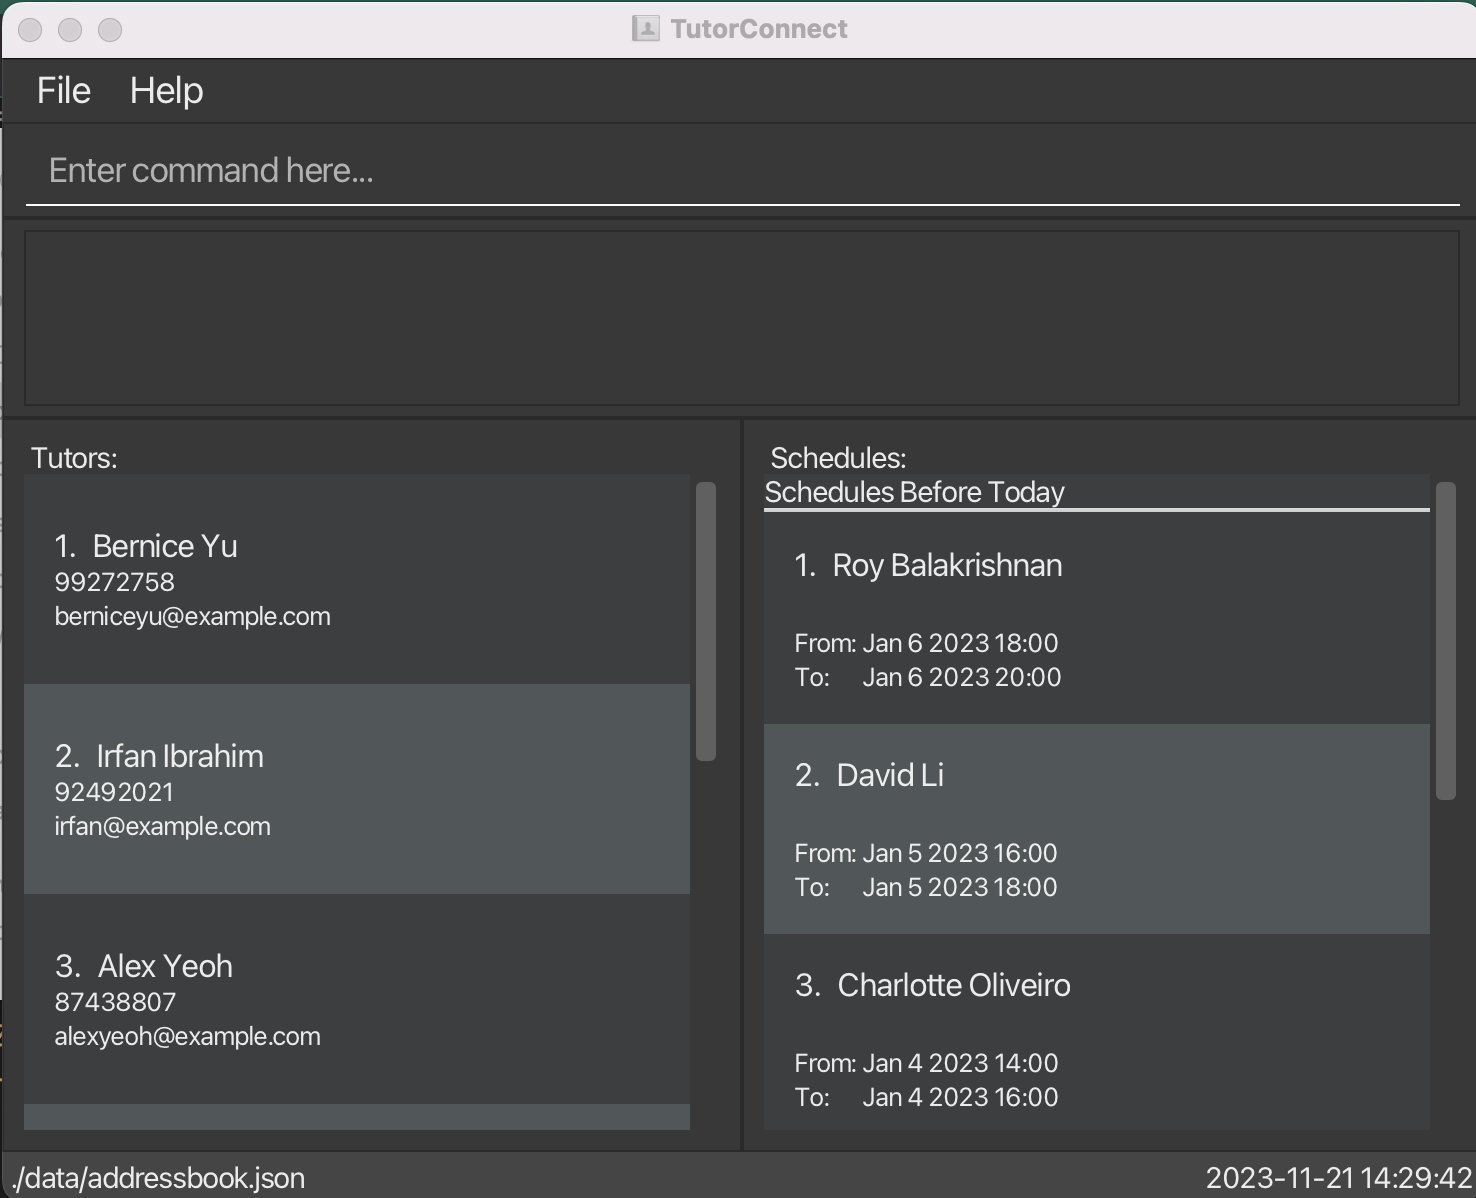 TutorConnect
File Help
Enter command here...
Tutors:
1. Bernice Yu
99272758
berniceyu@example.com
2. Irfan Ibrahim
92492021
irfan@example.com
3. Alex Yeoh
87438807
alexyeoh@example.com
Schedules:
Schedules Before Today
1. Roy Balakrishnan
From: Jan 6 2023 18:00
To: Jan 6 2023 20:00
2. David Li
From: Jan 5 2023 16:00
To: Jan 5 2023 18:00
3. Charlotte Oliveiro
From: Jan 4 2023 14:00
To: Jan 4 2023 16:00
./data/addressbook.json
2023-11-21 14:29:42